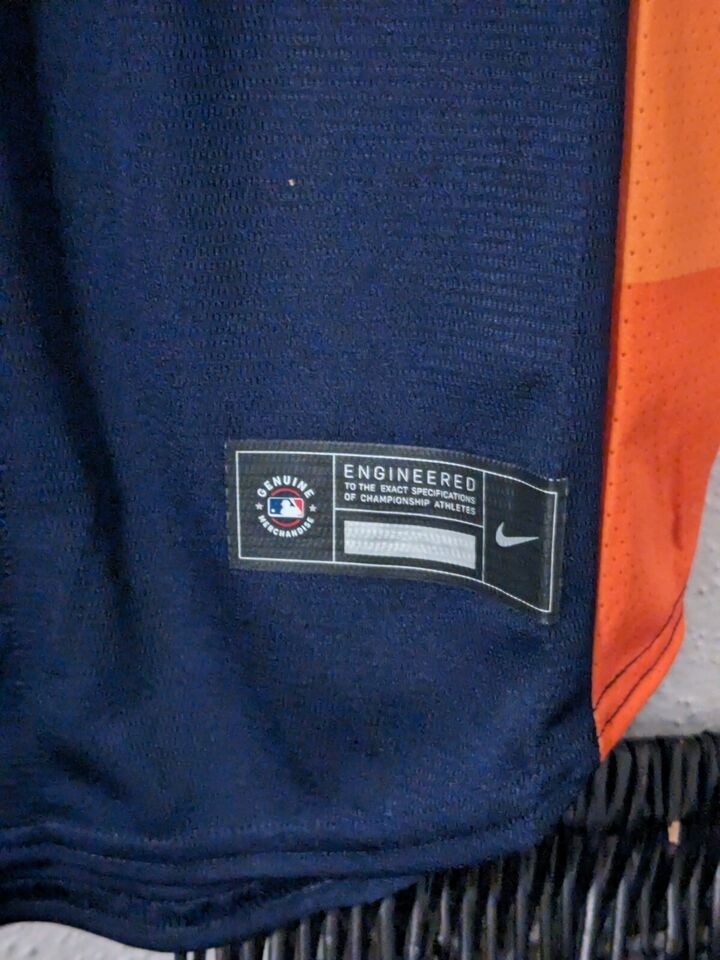 GENUINE
MERCHANDISE
ENGINEERED
TO THE EXACT SPECIFICATIONS
OF CHAMPIONSHIP ATHLETES